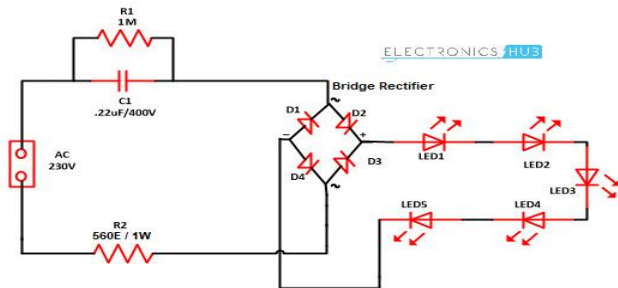 R1
1M
ELECTRONICS HUB
C1
.22uF/400V
Bridge Rectifier
~
D1
D2
AC
230V
−
+
D3
D4
LED1
LED2
LED3
~
R2
560E / 1W
LED5
LED4